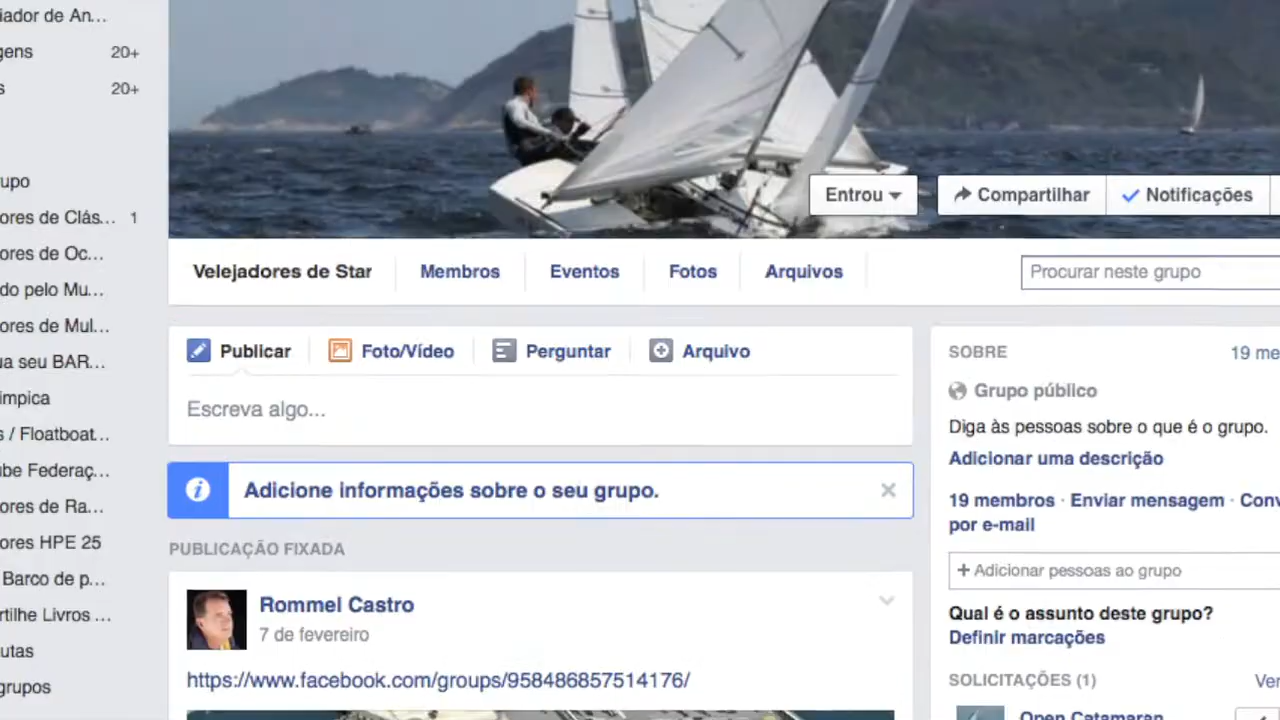 iador de An...
gens 20+
s 20+
upo
ores de Clás... 1
ores de Oc...
do pelo Mu...
ores de Mul...
ua seu BAR...
ímpica
s / Floatboat...
ube Federaç...
ores de Ra...
ores HPE 25
Barco de p...
rtilhe Livros ...
utas
grupos
Entrou
Compartilhar
Notificações
Velejadores de Star
Membros
Eventos
Fotos
Arquivos
Procurar neste grupo
Publicar
Foto/Vídeo
Perguntar
Arquivo
Escreva algo...
Adicione informações sobre o seu grupo.
PUBLICAÇÃO FIXADA
Rommel Castro
7 de fevereiro
https://www.facebook.com/groups/958486857514176/
SOBRE 19 me
Grupo público
Diga às pessoas sobre o que é o grupo.
Adicionar uma descrição
19 membros · Enviar mensagem · Conv
por e-mail
+ Adicionar pessoas ao grupo
Qual é o assunto deste grupo?
Definir marcações
SOLICITAÇÕES (1) Ver
Open Catamaran